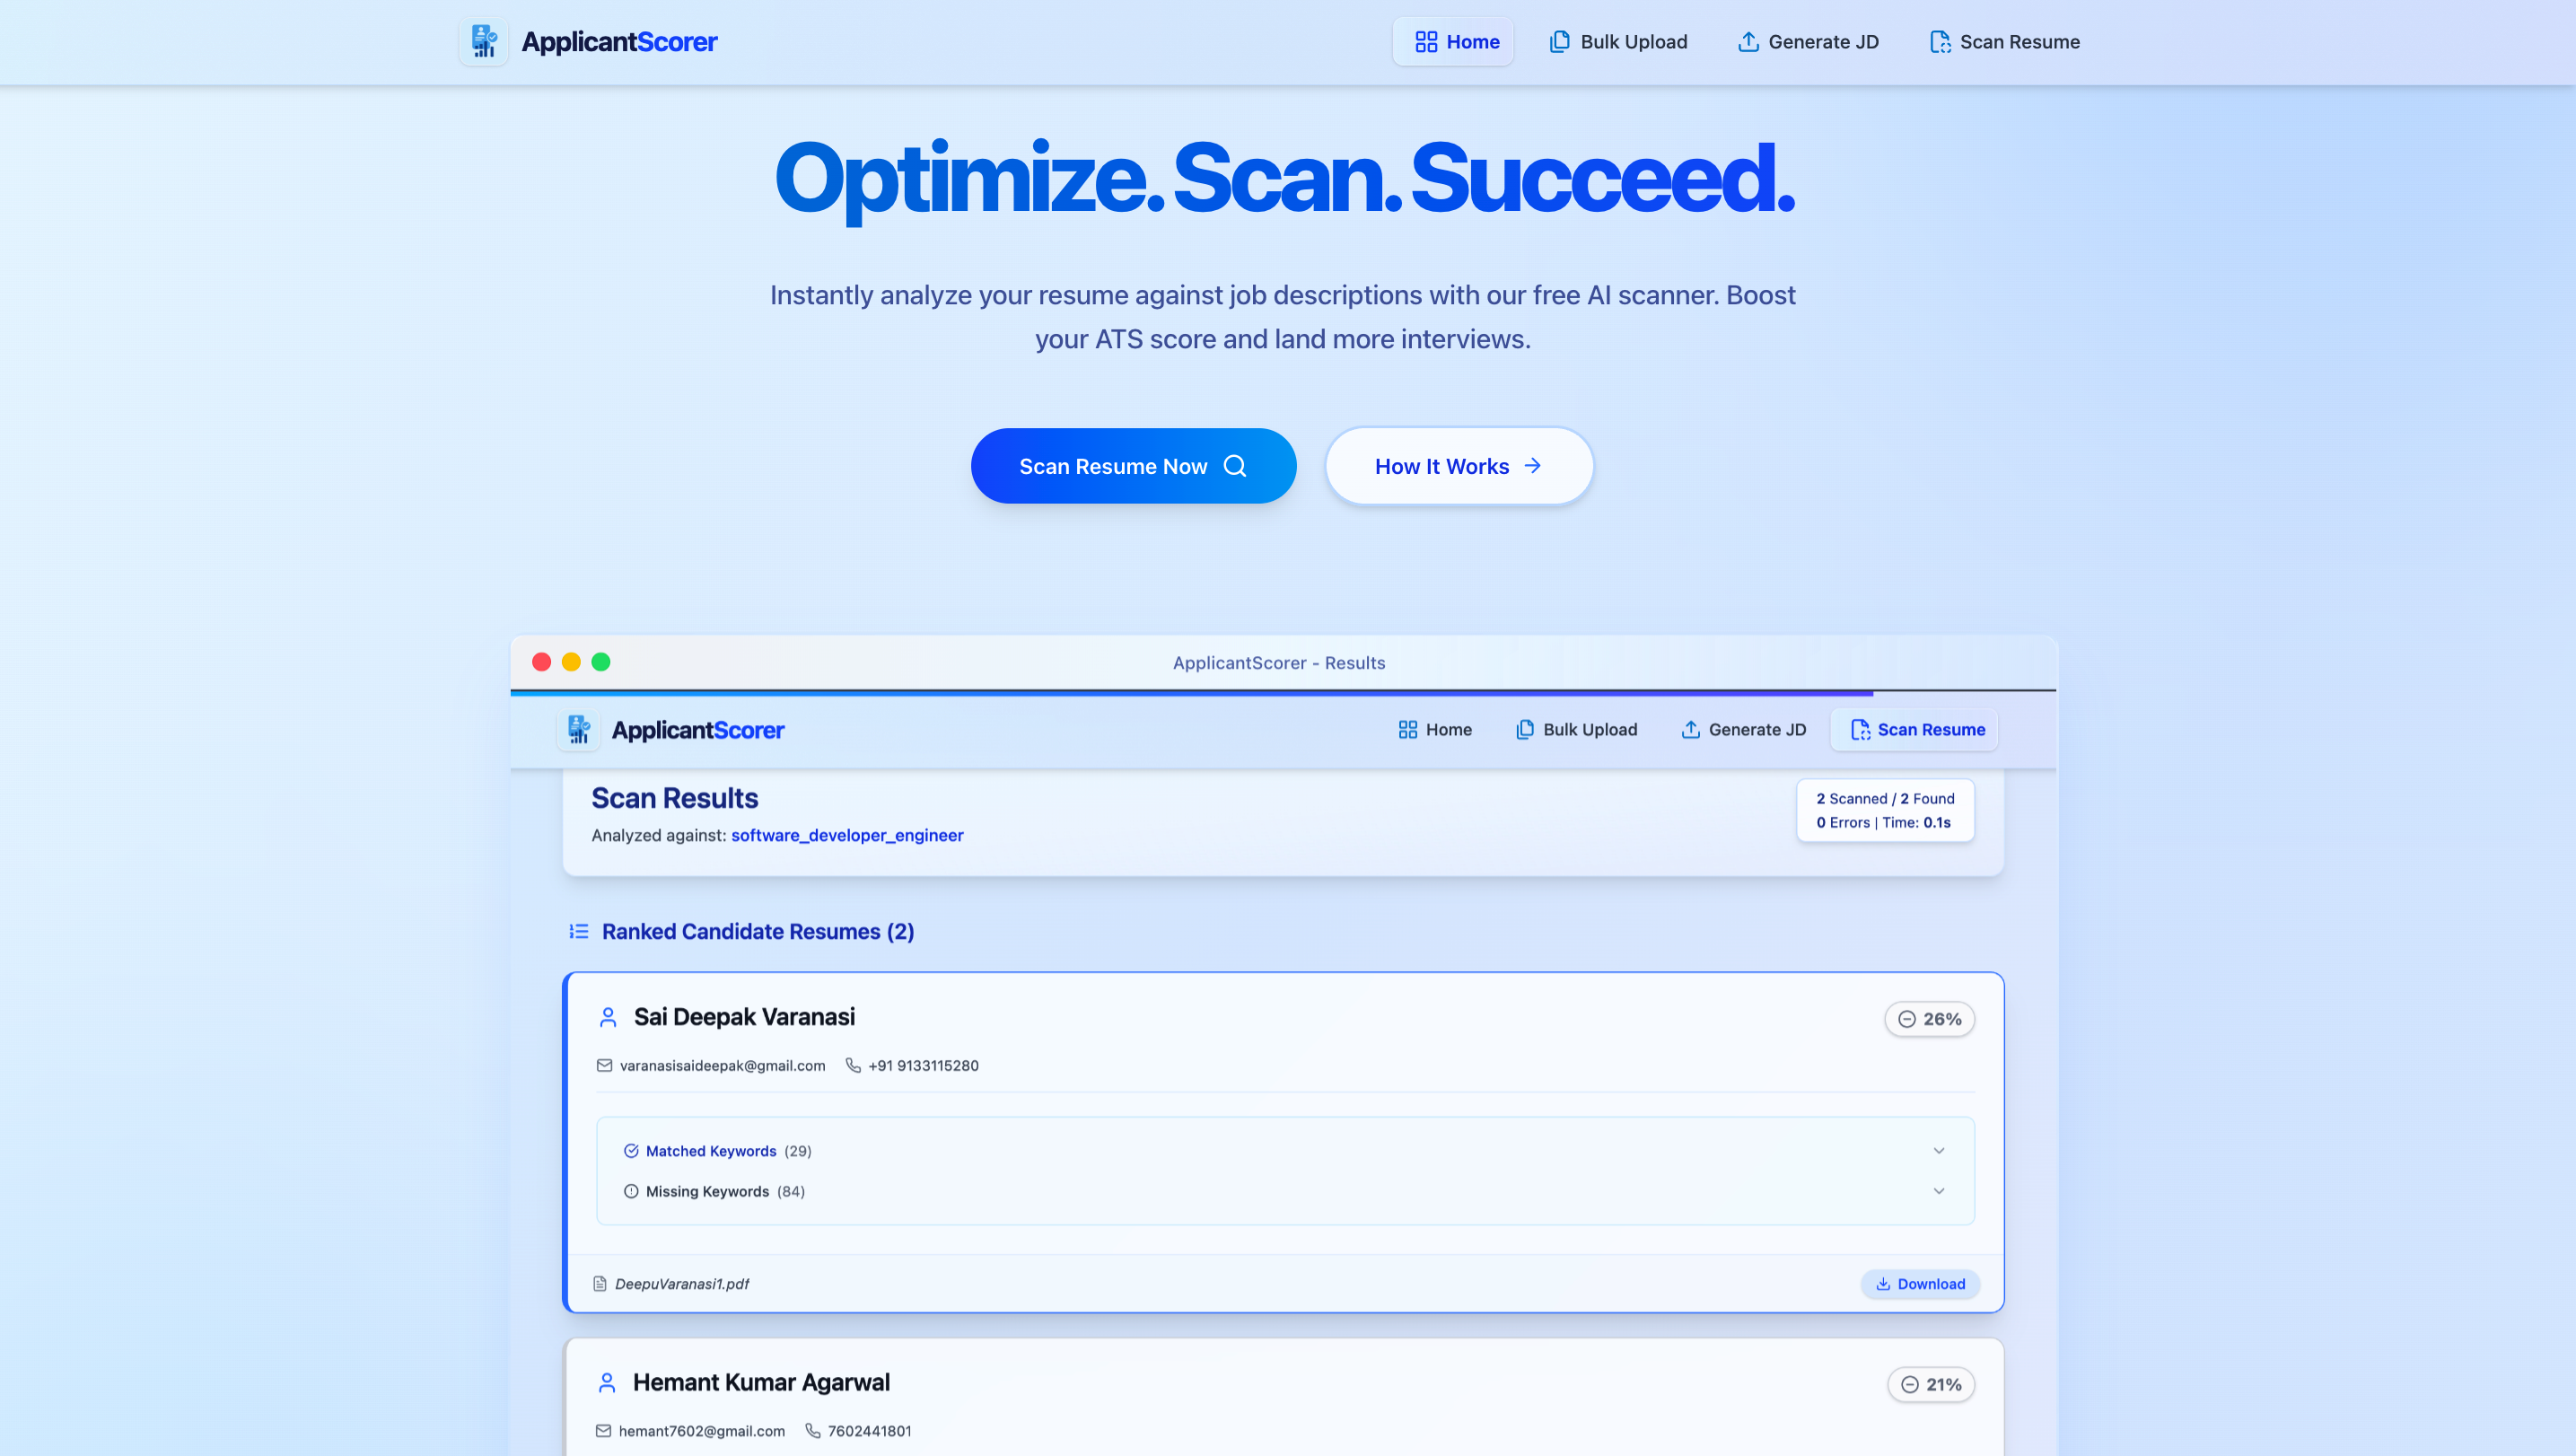 ApplicantScorer
Home
Bulk Upload
Generate JD
Scan Resume
Optimize. Scan. Succeed.
Instantly analyze your resume against job descriptions with our free AI scanner. Boost
your ATS score and land more interviews.
Scan Resume Now
How It Works
ApplicantScorer - Results
ApplicantScorer
Home
Bulk Upload
Generate JD
Scan Resume
Scan Results
Analyzed against: software_developer_engineer
2 Scanned / 2 Found
0 Errors | Time: 0.1s
Ranked Candidate Resumes (2)
Sai Deepak Varanasi
26%
varanasisaideepak@gmail.com
+91 9133115280
Matched Keywords (29)
Missing Keywords (84)
DeepuVaranasi1.pdf
Download
Hemant Kumar Agarwal
21%
hemant7602@gmail.com
7602441801